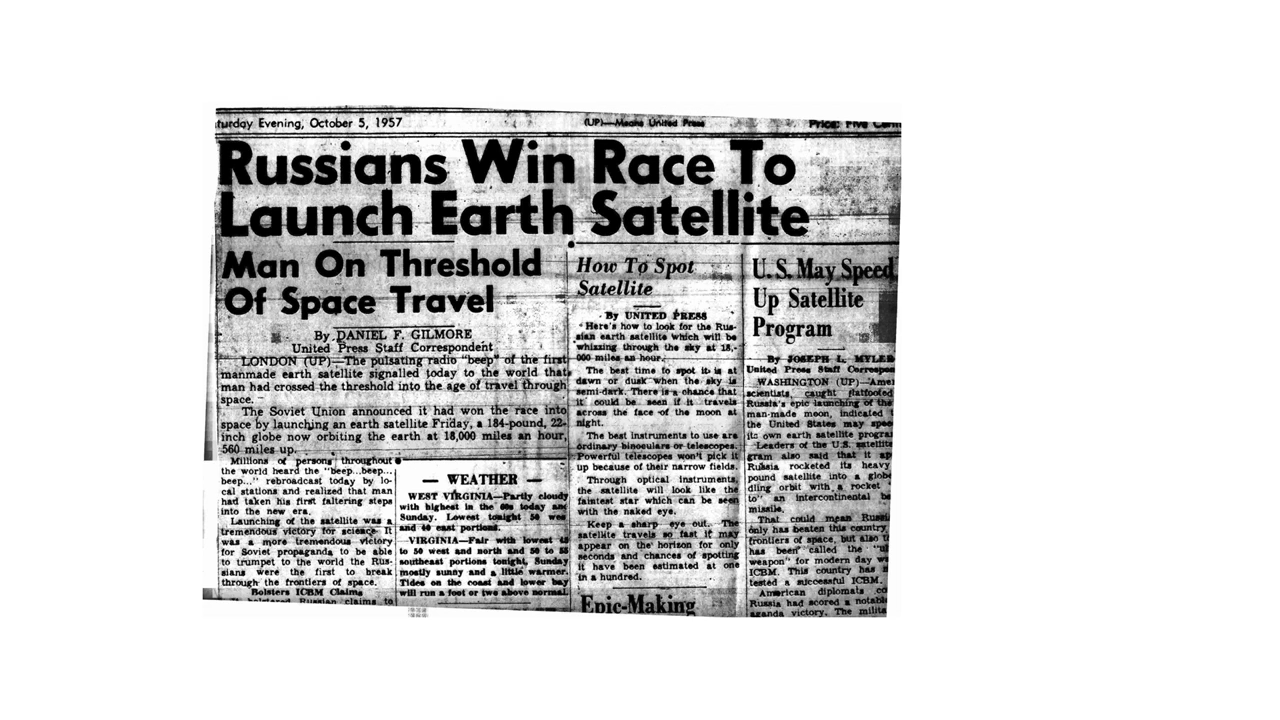 turday Evening, October 5, 1957
(UP)—Means United Press
Price: Five Cen
Russians Win Race To
Launch Earth Satellite
Man On Threshold
Of Space Travel
By DANIEL F. GILMORE
United Press Staff Correspondent
LONDON (UP)—The pulsating radio "beep" of the first
manmade earth satellite signalled today to the world that
man had crossed the threshold into the age of travel through
space.
The Soviet Union announced it had won the race into
space by launching an earth satellite Friday, a 184-pound, 22-
inch globe now orbiting the earth at 18,000 miles an hour,
560 miles up.
Millions of persons throughout
the world heard the "beep...beep...
beep..." rebroadcast today by lo-
cal stations and realized that man
had taken his first faltering steps
into the new era.
Launching of the satellite was a
tremendous victory for science. It
was a more tremendous victory
for Soviet propaganda to be able
to trumpet to the world the Rus-
sians were the first to break
through the frontiers of space.
Bolsters ICBM Claims
bolstered Russian claims to
— WEATHER —
WEST VIRGINIA—Partly cloudy
with highest in the 60s today and
Sunday. Lowest tonight 50 west
and 40 east portions.
VIRGINIA—Fair with lowest 45
to 50 west and north and 50 to 55
southeast portions tonight, Sunday
mostly sunny and a little warmer.
Tides on the coast and lower bay
will run a foot or two above normal.
How To Spot
Satellite
By UNITED PRESS
Here's how to look for the Rus-
sian earth satellite which will be
whizzing through the sky at 18,-
000 miles an hour.
The best time to spot it is at
dawn or dusk when the sky is
semi-dark. There is a chance that
it could be seen if it travels
across the face of the moon at
night.
The best instruments to use are
ordinary binoculars or telescopes.
Powerful telescopes won't pick it
up because of their narrow fields.
Through optical instruments,
the satellite will look like the
faintest star which can be seen
with the naked eye.
Keep a sharp eye out. The
satellite travels so fast it may
appear on the horizon for only
seconds and chances of spotting
it have been estimated at one
in a hundred.
Epic-Making
U. S. May Speed
Up Satellite
Program
By JOSEPH L. MYLER
United Press Staff Correspon
WASHINGTON (UP)—Amer
scientists, caught flatfooted
Russia's epic launching of the
man-made moon, indicated
the United States may spee
its own earth satellite program
Leaders of the U.S. satellite
gram also said that it ap
Russia rocketed its heavy
pound satellite into a globe
dling orbit with a rocket
to" an intercontinental ba
missile.
That could mean Russia
only has beaten this country
frontiers of space, but also to
has been called the "ul
weapon" for modern day w
ICBM. This country has n
tested a successful ICBM.
American diplomats co
Russia had scored a notable
aganda victory. The milita